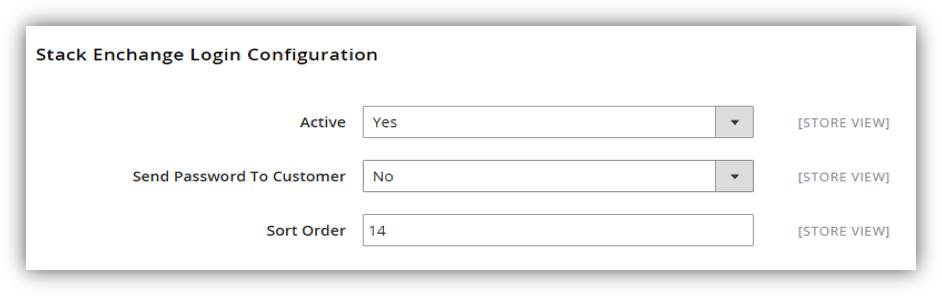 Stack Enchange Login Configuration
Active Yes [STORE VIEW]
Send Password To Customer No [STORE VIEW]
Sort Order 14 [STORE VIEW]